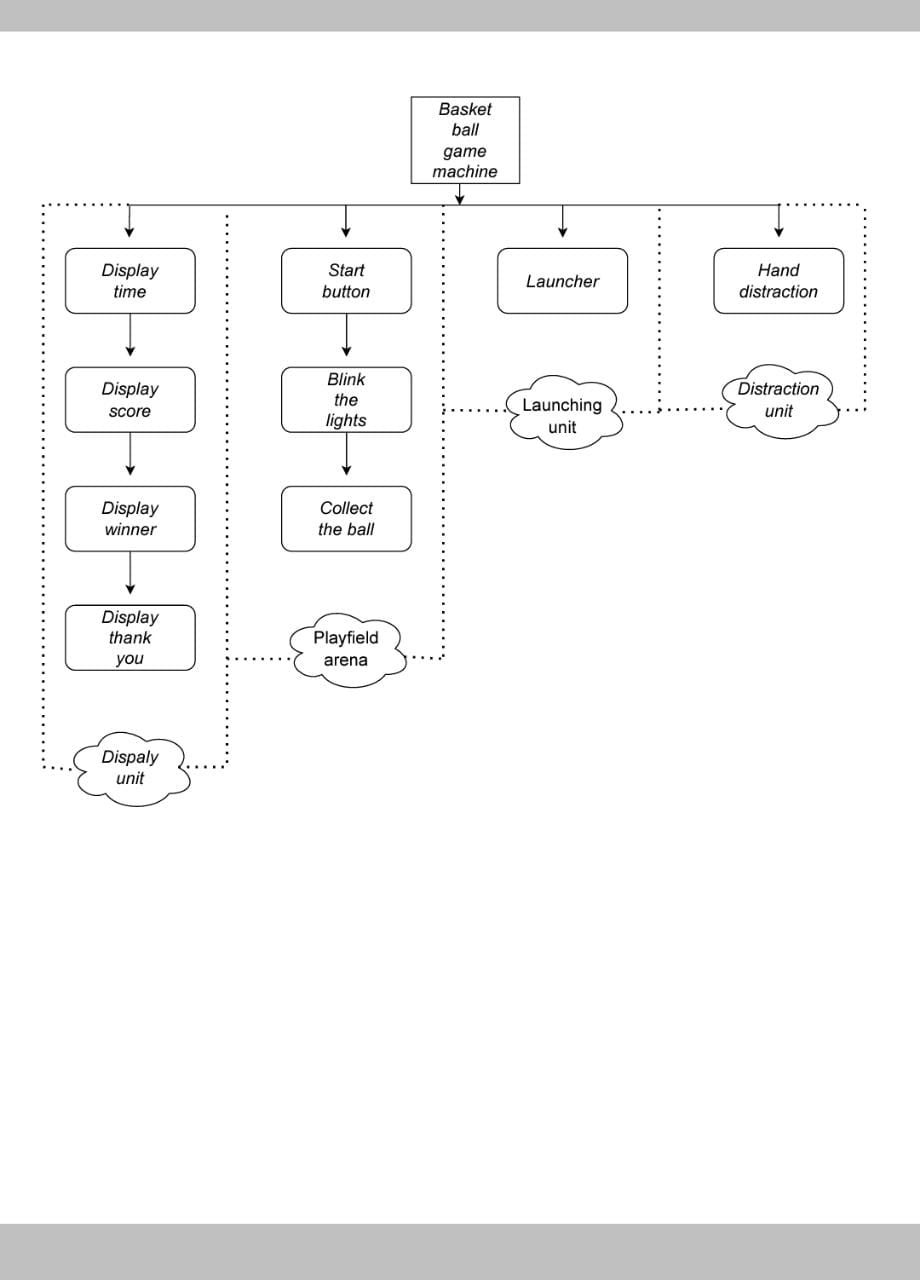 Basket
ball
game
machine
Display
time
Start
button
Launcher
Hand
distraction
Display
score
Blink
the
lights
Launching
unit
Distraction
unit
Display
winner
Collect
the ball
Display
thank
you
Playfield
arena
Dispaly
unit